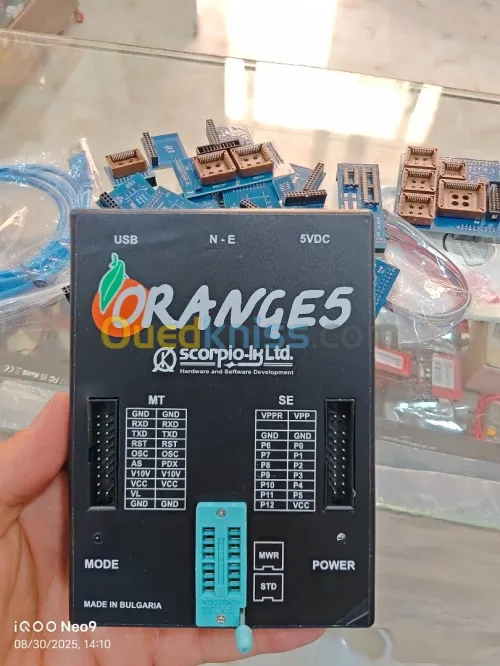 USB N - E 5VDC
ORANGE5
Ouedkniss.com
scorpio-lk Ltd.
Hardware and Software Development
MT
GND GND
RXD RXD
TXD TXD
RST RST
OSC OSC
AS PDX
V10V V10V
VCC VCC
VL
GND GND
SE
VPPR VPP
GND GND
P6 P0
P7 P1
P8 P2
P9 P3
P10 P4
P11 P5
P12 VCC
MODE
MWR
STD
POWER
MADE IN BULGARIA
iQOO Neo9
08/30/2025, 14:10